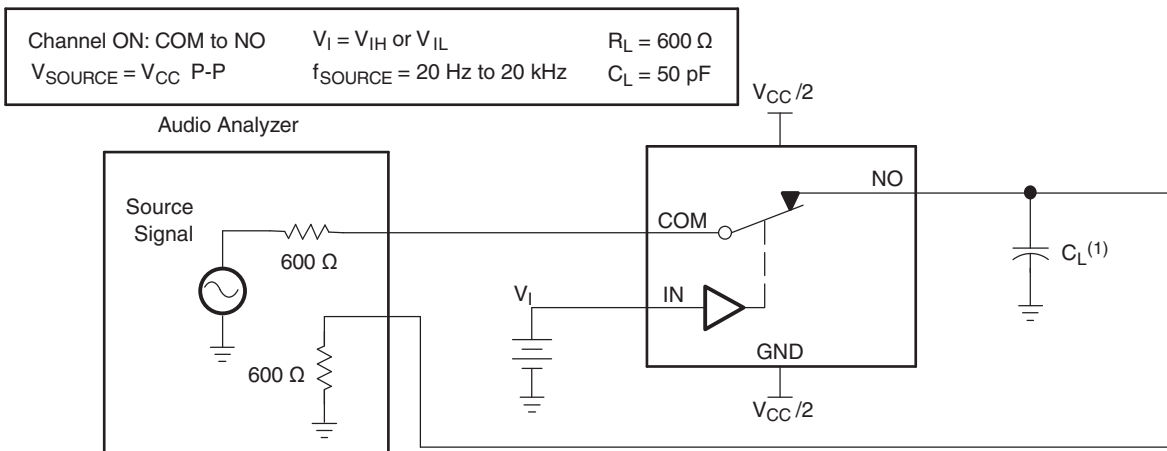 Channel ON: COM to NO V_I = V_IH or V_IL R_L = 600 Ω
V_SOURCE = V_CC P-P f_SOURCE = 20 Hz to 20 kHz C_L = 50 pF
Audio Analyzer
V_CC/2
Source
Signal
600 Ω
COM
NO
C_L(1)
V_I
IN
600 Ω
GND
V_CC/2